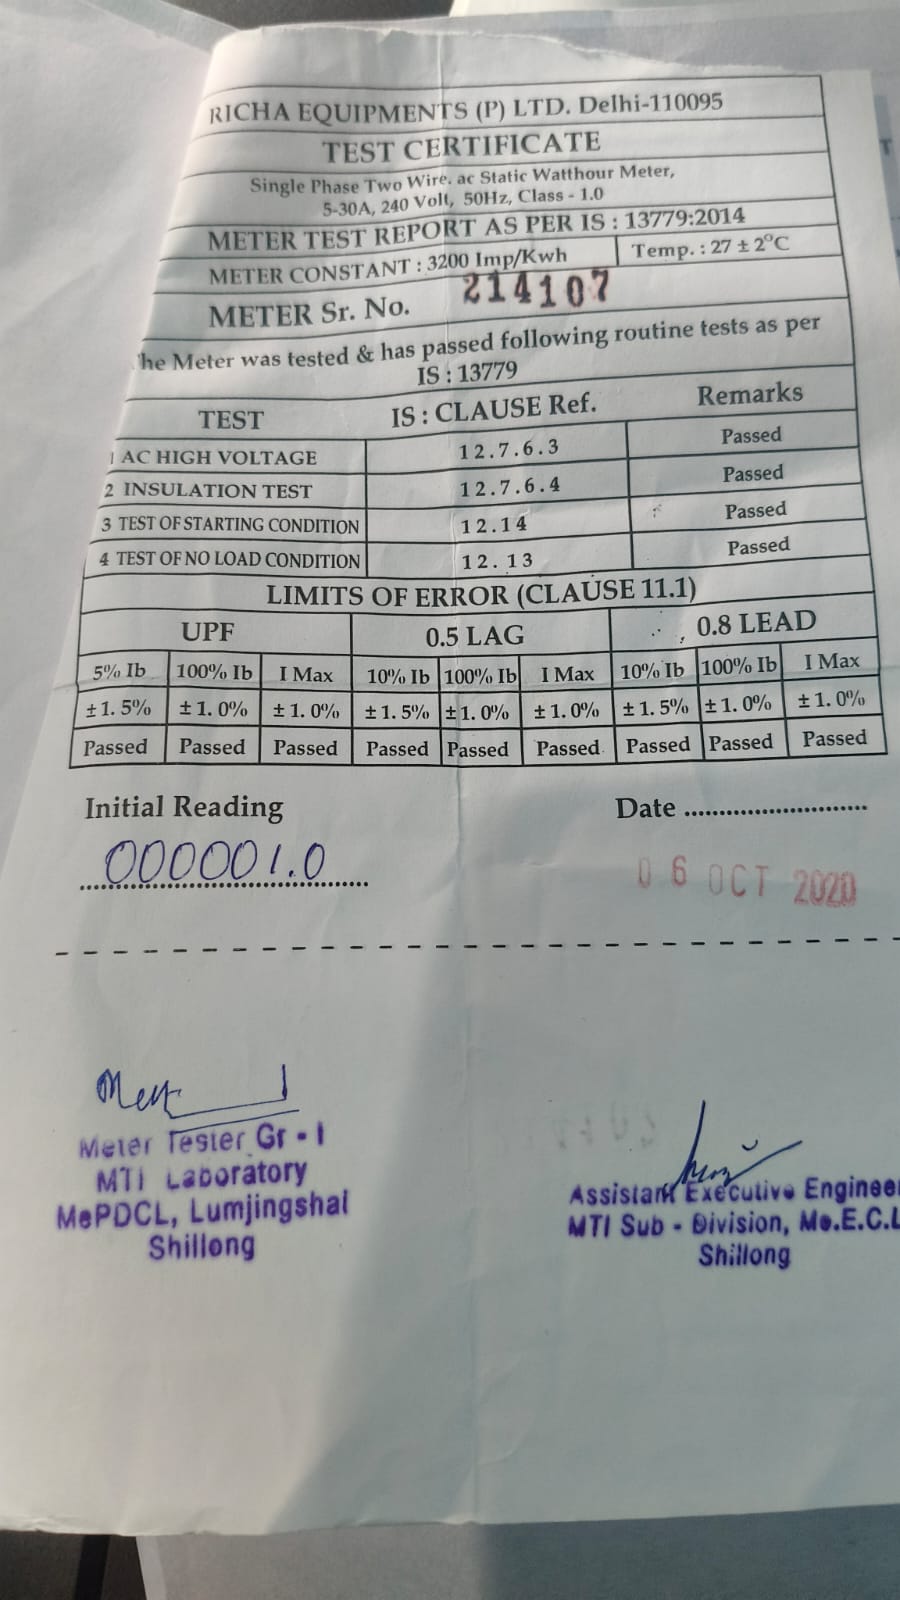 RICHA EQUIPMENTS (P) LTD. Delhi-110095
TEST CERTIFICATE
Single Phase Two Wire. ac Static Watthour Meter,
5-30A, 240 Volt, 50Hz, Class - 1.0
METER TEST REPORT AS PER IS : 13779:2014
METER CONSTANT : 3200 Imp/Kwh Temp. : 27 ± 2°C
METER Sr. No. 214107
he Meter was tested & has passed following routine tests as per
IS : 13779
TEST IS : CLAUSE Ref. Remarks
1 AC HIGH VOLTAGE 12.7.6.3 Passed
2 INSULATION TEST 12.7.6.4 Passed
3 TEST OF STARTING CONDITION 12.14 Passed
4 TEST OF NO LOAD CONDITION 12.13 Passed
LIMITS OF ERROR (CLAUSE 11.1)
UPF 0.5 LAG 0.8 LEAD
5% Ib 100% Ib I Max 10% Ib 100% Ib I Max 10% Ib 100% Ib I Max
±1.5% ±1.0% ±1.0% ±1.5% ±1.0% ±1.0% ±1.5% ±1.0% ±1.0%
Passed Passed Passed Passed Passed Passed Passed Passed Passed
Initial Reading Date ..........................
000001.0 06 OCT 2020
Meter Tester Gr - I
MTI Laboratory
MePDCL, Lumjingshai
Shillong
Assistant Executive Engineer
MTI Sub - Division, Me.E.C.L
Shillong